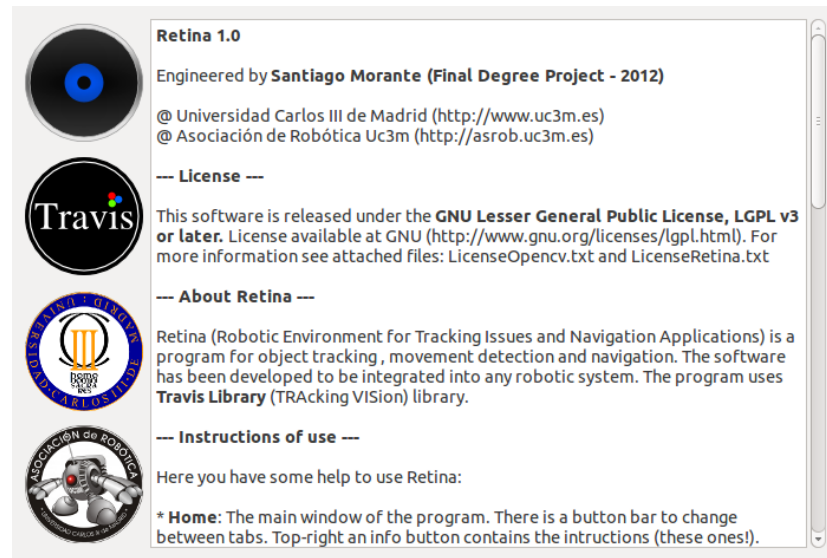 Retina 1.0
Engineered by Santiago Morante (Final Degree Project - 2012)
@ Universidad Carlos III de Madrid (http://www.uc3m.es)
@ Asociación de Robótica Uc3m (http://asrob.uc3m.es)
--- License ---
This software is released under the GNU Lesser General Public License, LGPL v3
or later. License available at GNU (http://www.gnu.org/licenses/lgpl.html). For
more information see attached files: LicenseOpencv.txt and LicenseRetina.txt
--- About Retina ---
Retina (Robotic Environment for Tracking Issues and Navigation Applications) is a
program for object tracking , movement detection and navigation. The software
has been developed to be integrated into any robotic system. The program uses
Travis Library (TRAcking VISion) library.
--- Instructions of use ---
Here you have some help to use Retina:
* Home: The main window of the program. There is a button bar to change
between tabs. Top-right an info button contains the intructions (these ones!).
Travis
UNIVERSIDAD·CARLOS III·DE MADRID
ASOCIACIÓN de ROBÓTICA
UNIVERSIDAD CARLOS III de MADRID